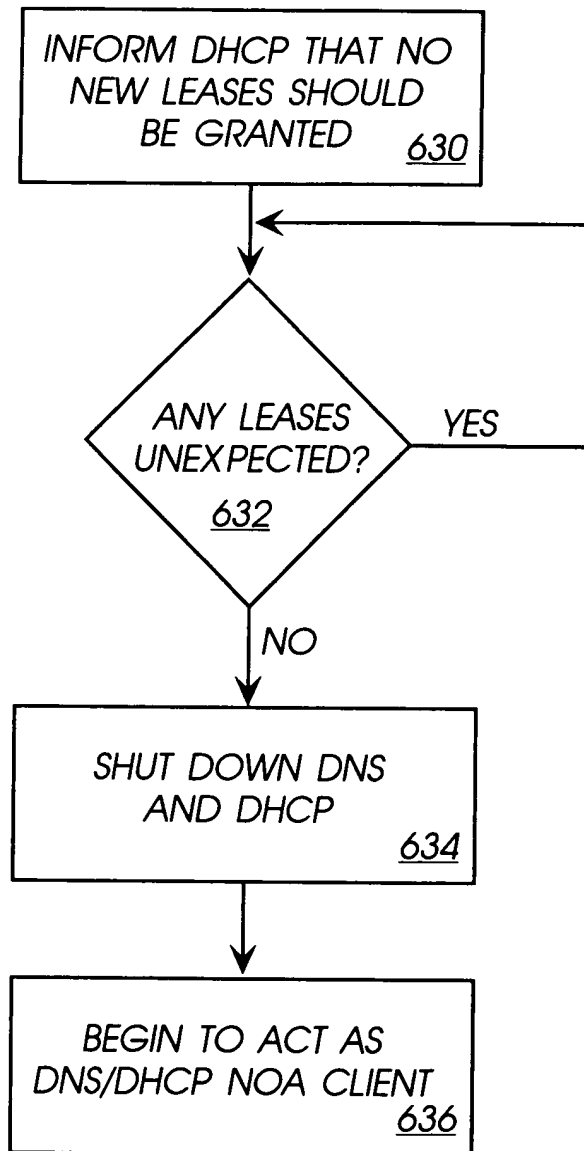 INFORM DHCP THAT NO
NEW LEASES SHOULD
BE GRANTED
630
ANY LEASES
UNEXPECTED?
632
YES
NO
SHUT DOWN DNS
AND DHCP
634
BEGIN TO ACT AS
DNS/DHCP NOA CLIENT
636